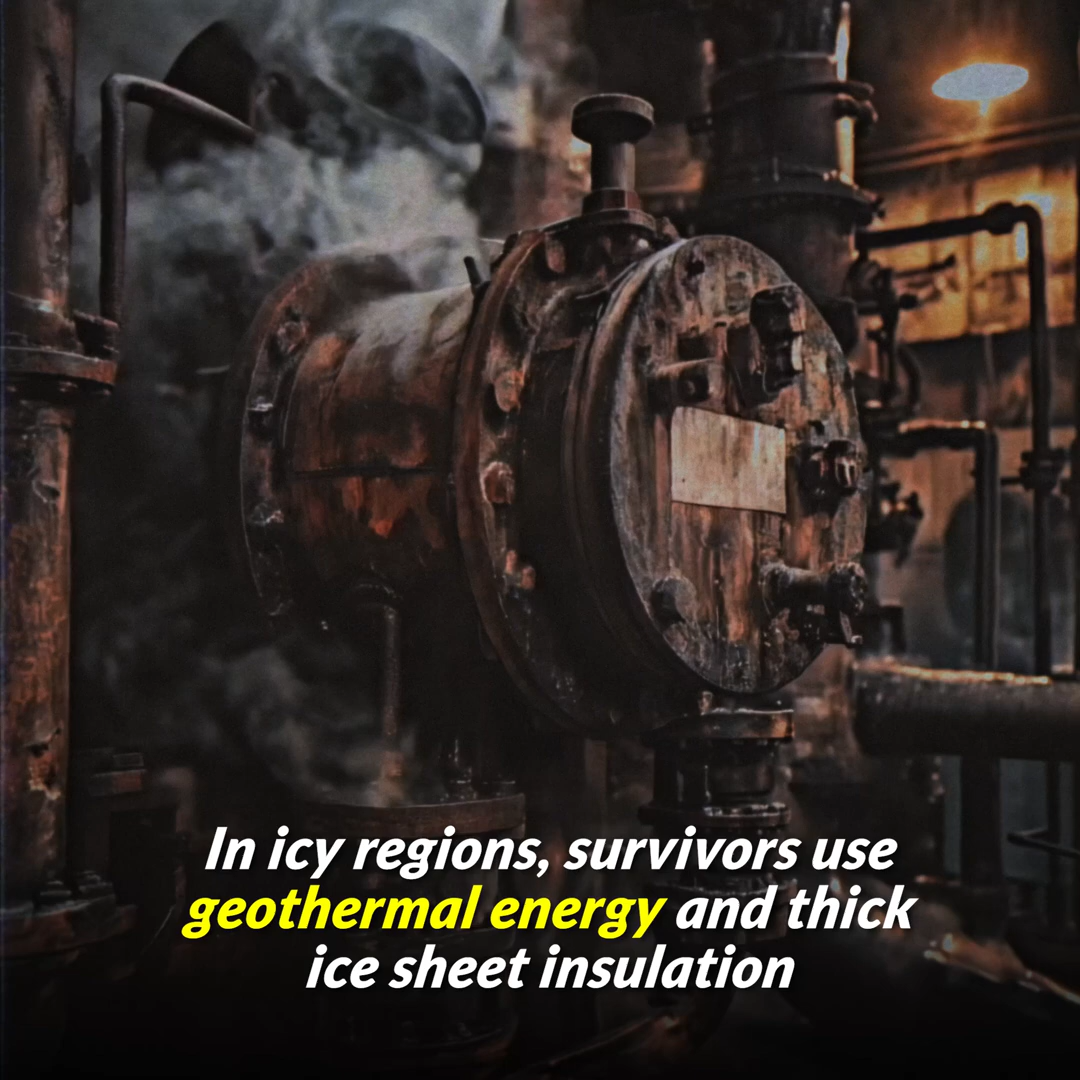 In icy regions, survivors use
geothermal energy and thick
ice sheet insulation